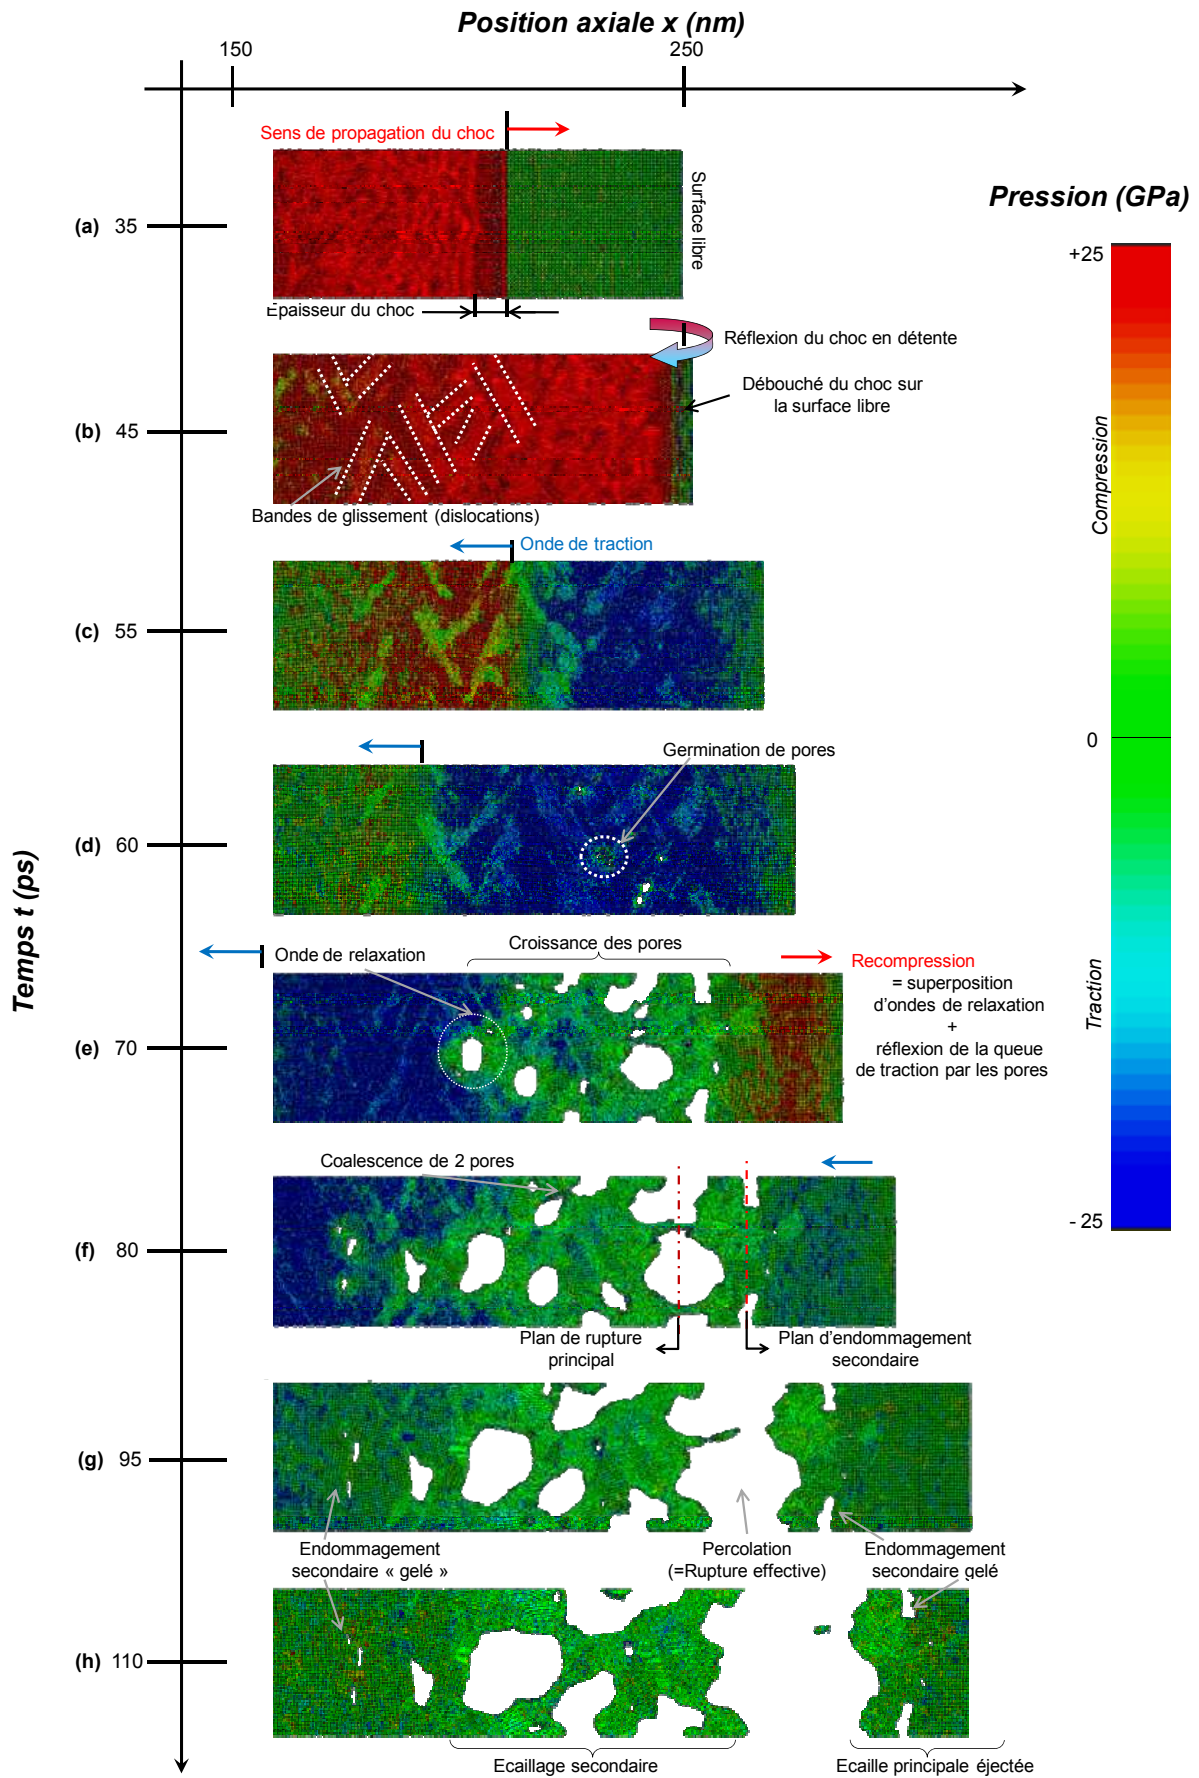 Position axiale x (nm)
150
250
Sens de propagation du choc
Surface libre
(a) 35
Epaisseur du choc
Pression (GPa)
+25
Compression
0
Traction
- 25
Réflexion du choc en détente
Débouché du choc sur
la surface libre
(b) 45
Bandes de glissement (dislocations)
Onde de traction
(c) 55
Germination de pores
(d) 60
Temps t (ps)
Onde de relaxation
Croissance des pores
Recompression
= superposition
d'ondes de relaxation
+
réflexion de la queue
de traction par les pores
(e) 70
Coalescence de 2 pores
(f) 80
Plan de rupture
principal
Plan d'endommagement
secondaire
(g) 95
Endommagement
secondaire « gelé »
Percolation
(=Rupture effective)
Endommagement
secondaire gelé
(h) 110
Ecaillage secondaire
Ecaille principale éjectée